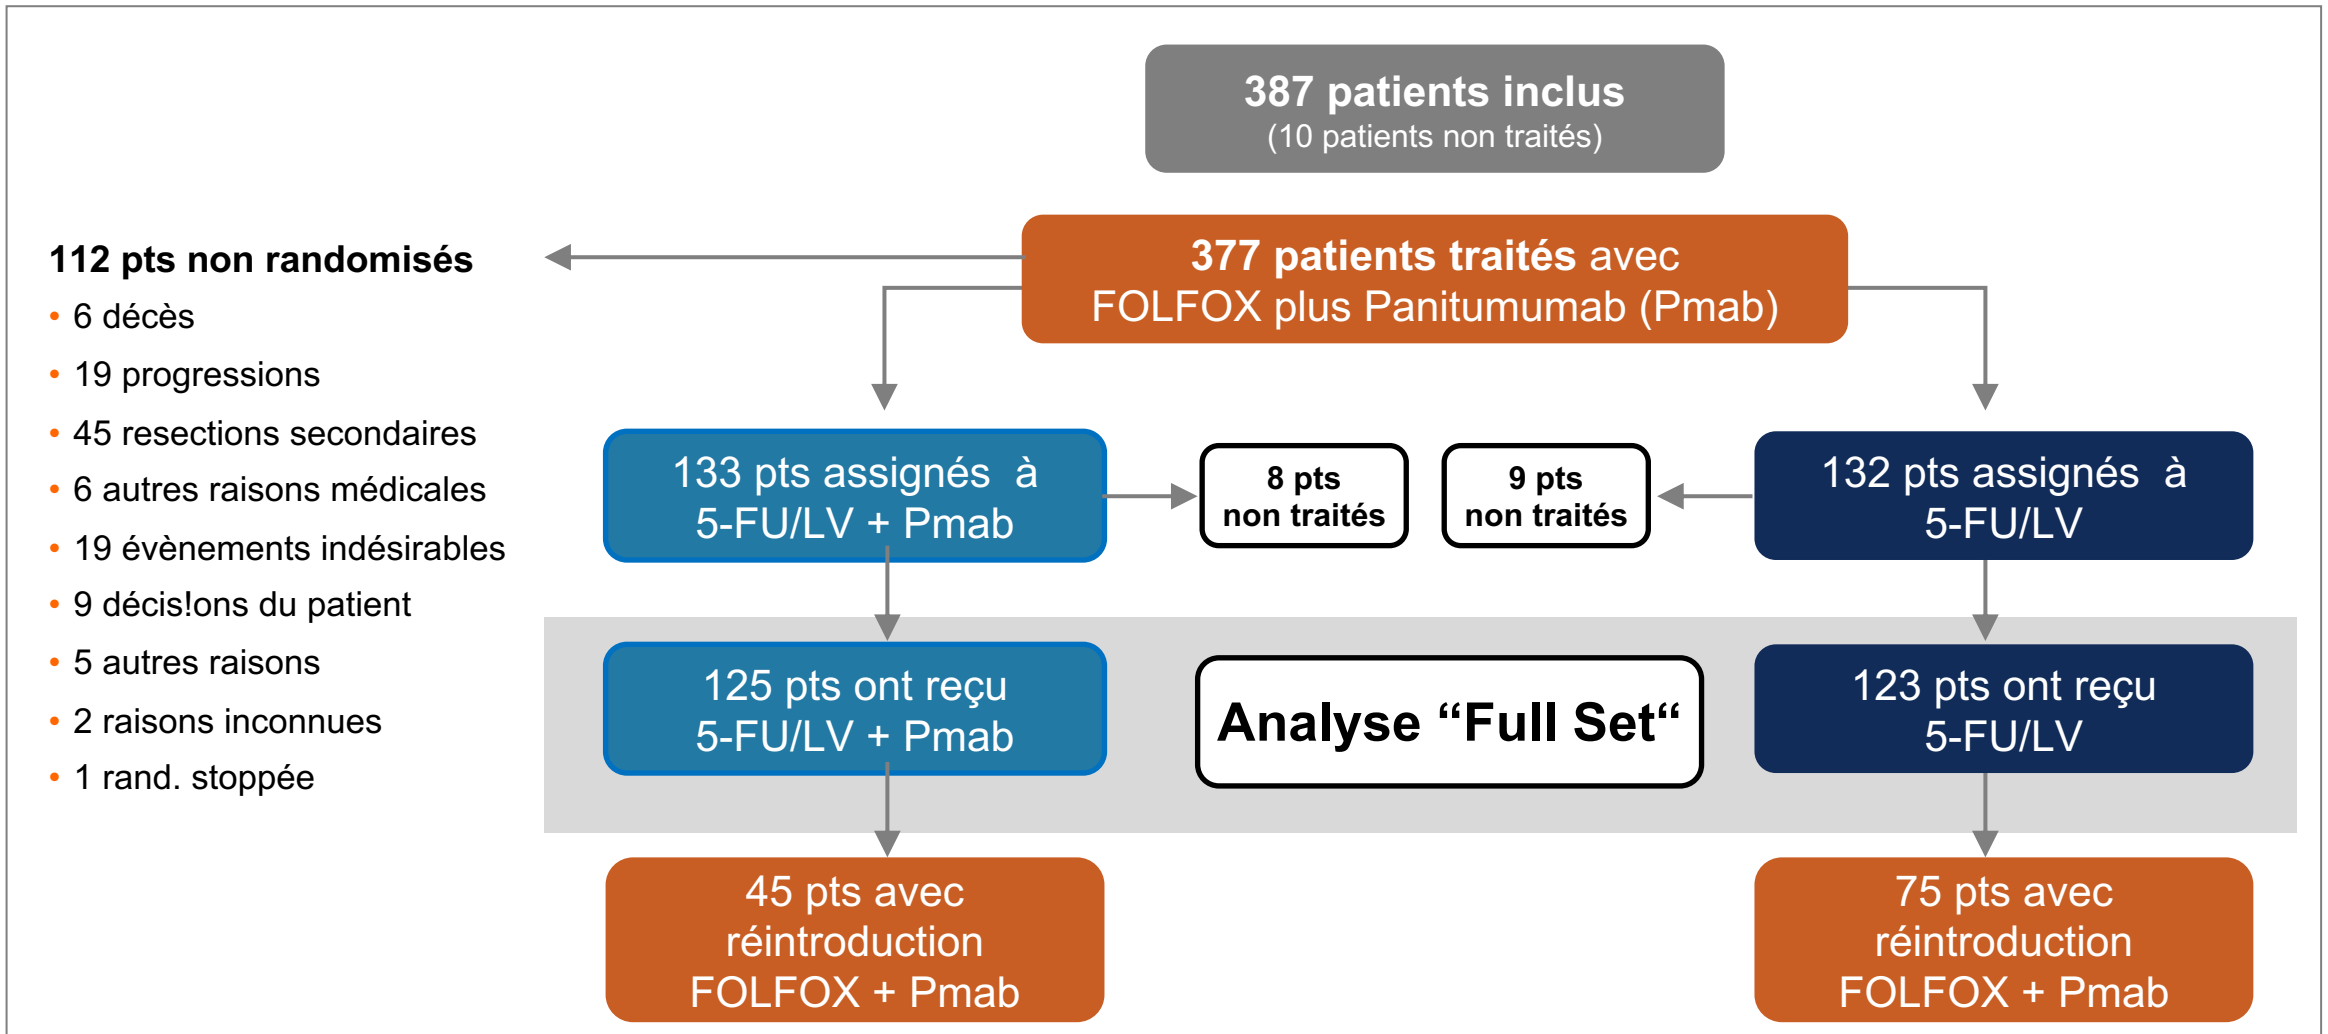 387 patients inclus
(10 patients non traités)
377 patients traités avec
FOLFOX plus Panitumumab (Pmab)
112 pts non randomisés
• 6 décès
• 19 progressions
• 45 resections secondaires
• 6 autres raisons médicales
• 19 évènements indésirables
• 9 décis!ons du patient
• 5 autres raisons
• 2 raisons inconnues
• 1 rand. stoppée
133 pts assignés à
5-FU/LV + Pmab
8 pts
non traités
9 pts
non traités
132 pts assignés à
5-FU/LV
125 pts ont reçu
5-FU/LV + Pmab
Analyse “Full Set“
123 pts ont reçu
5-FU/LV
45 pts avec
réintroduction
FOLFOX + Pmab
75 pts avec
réintroduction
FOLFOX + Pmab